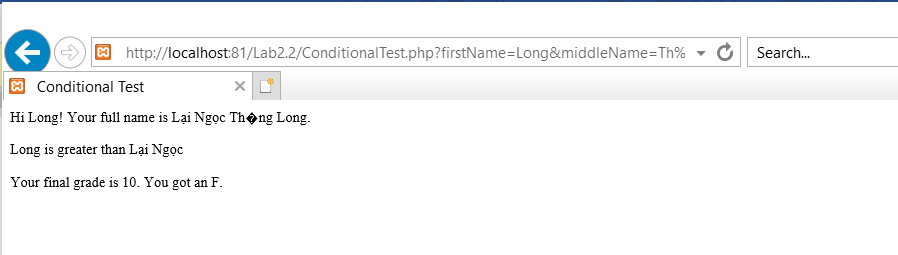 http://localhost:81/Lab2.2/ConditionalTest.php?firstName=Long&middleName=Th%
Search...
Conditional Test
Hi Long! Your full name is Lại Ngọc Th�ng Long.
Long is greater than Lại Ngọc
Your final grade is 10. You got an F.